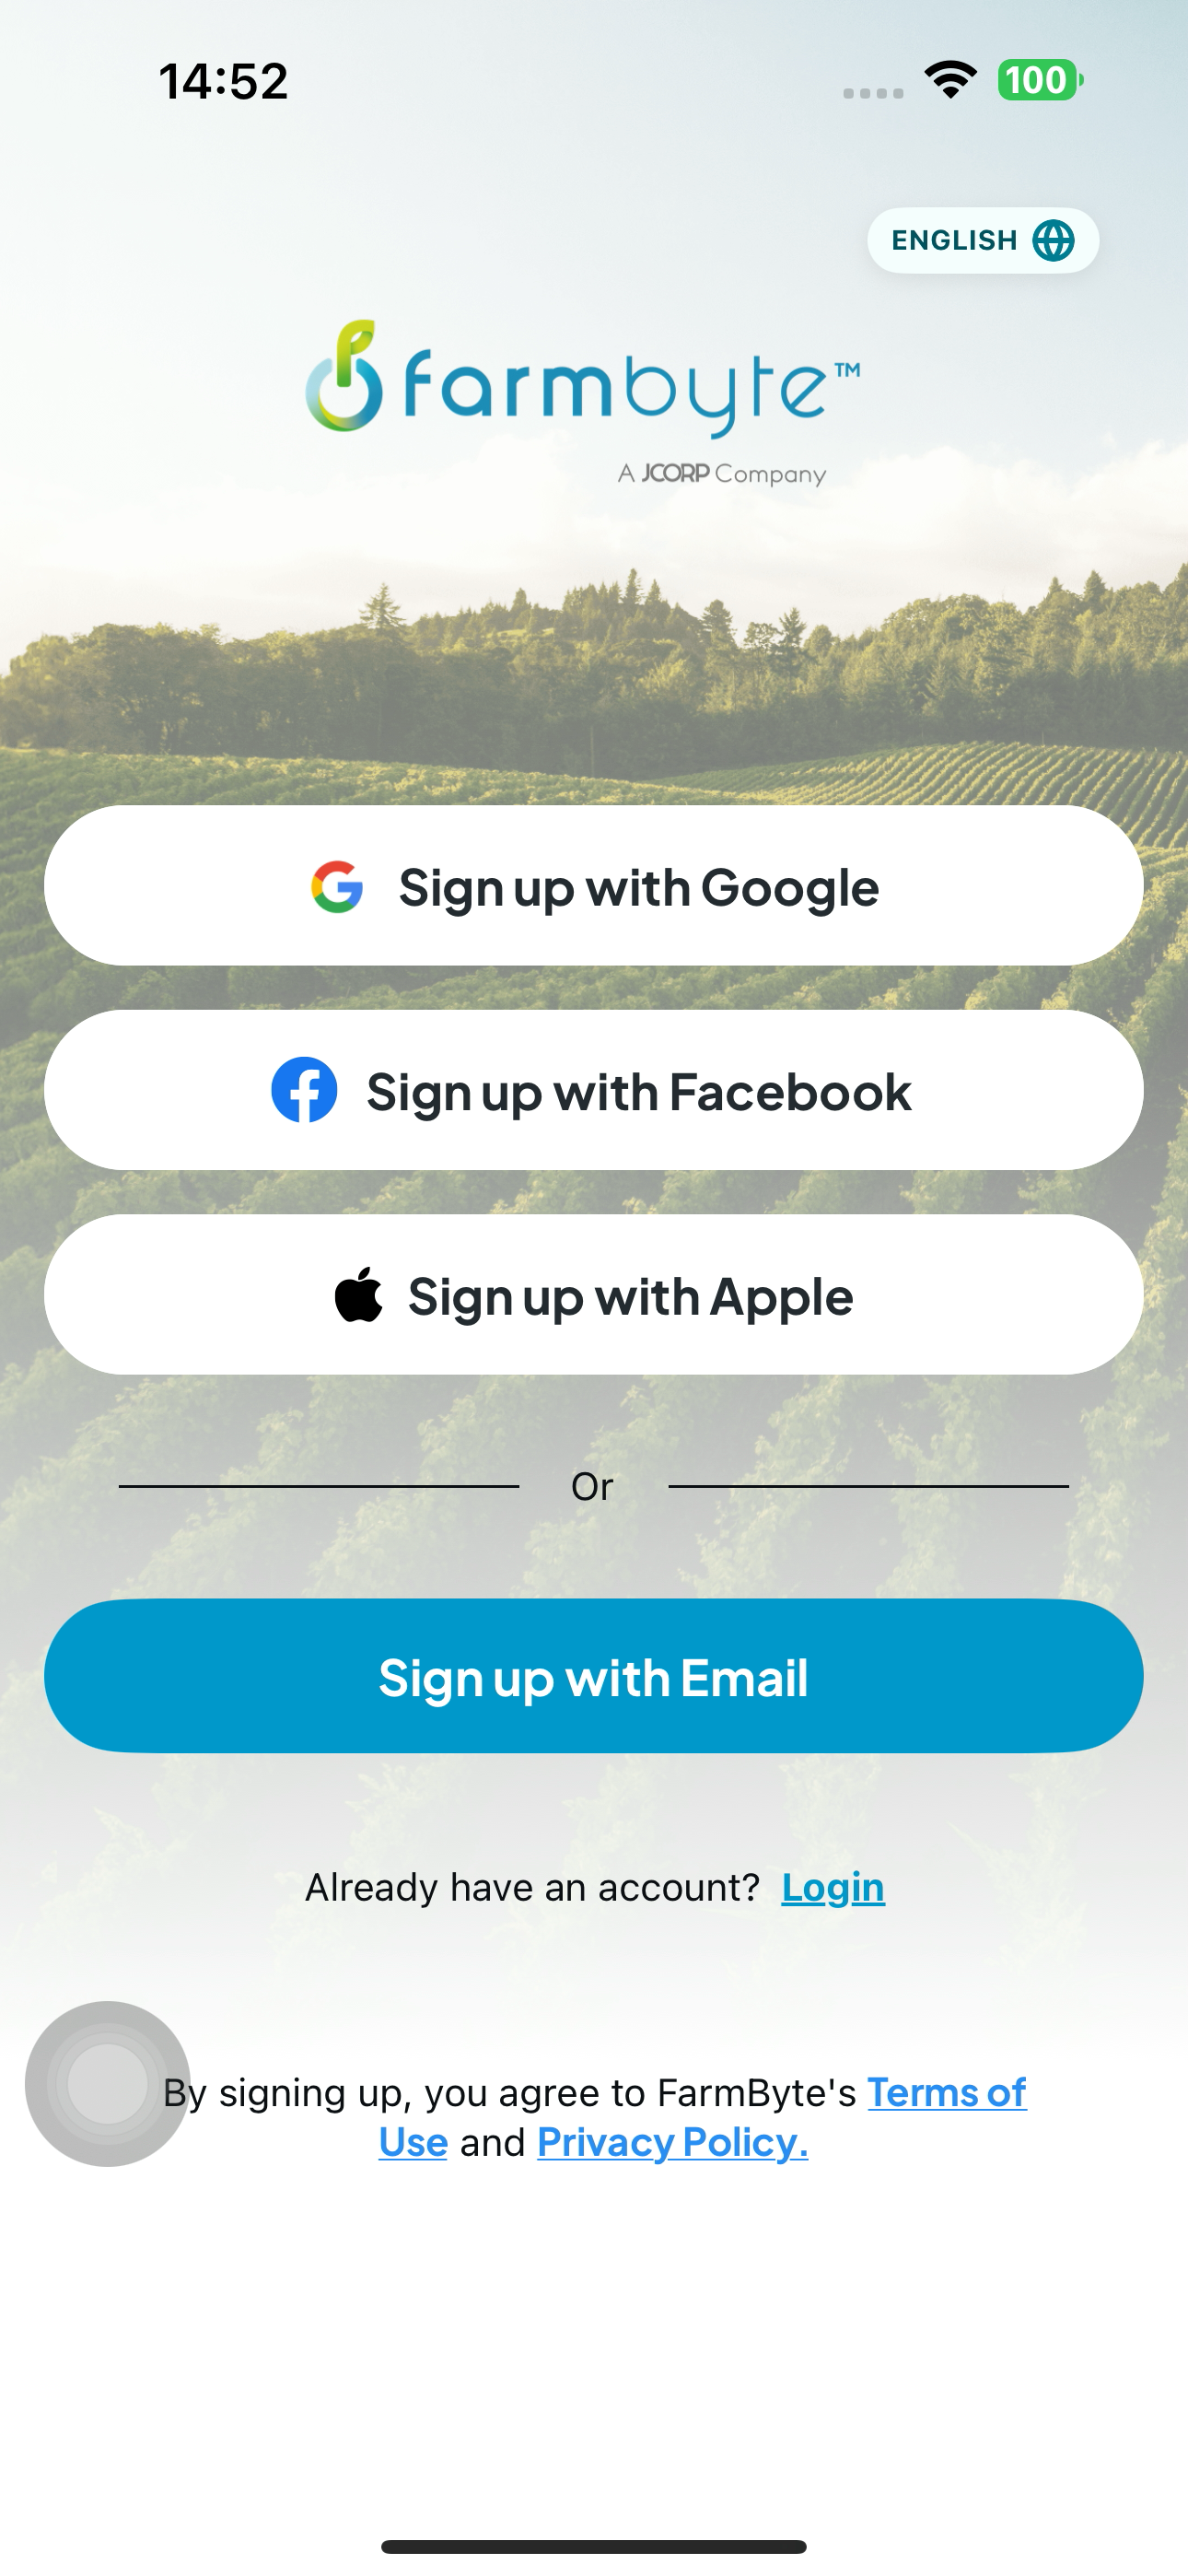 14:52
100
ENGLISH
farmbyte™
A JCORP Company
Sign up with Google
Sign up with Facebook
Sign up with Apple
Or
Sign up with Email
Already have an account? Login
By signing up, you agree to FarmByte's Terms of
Use and Privacy Policy.